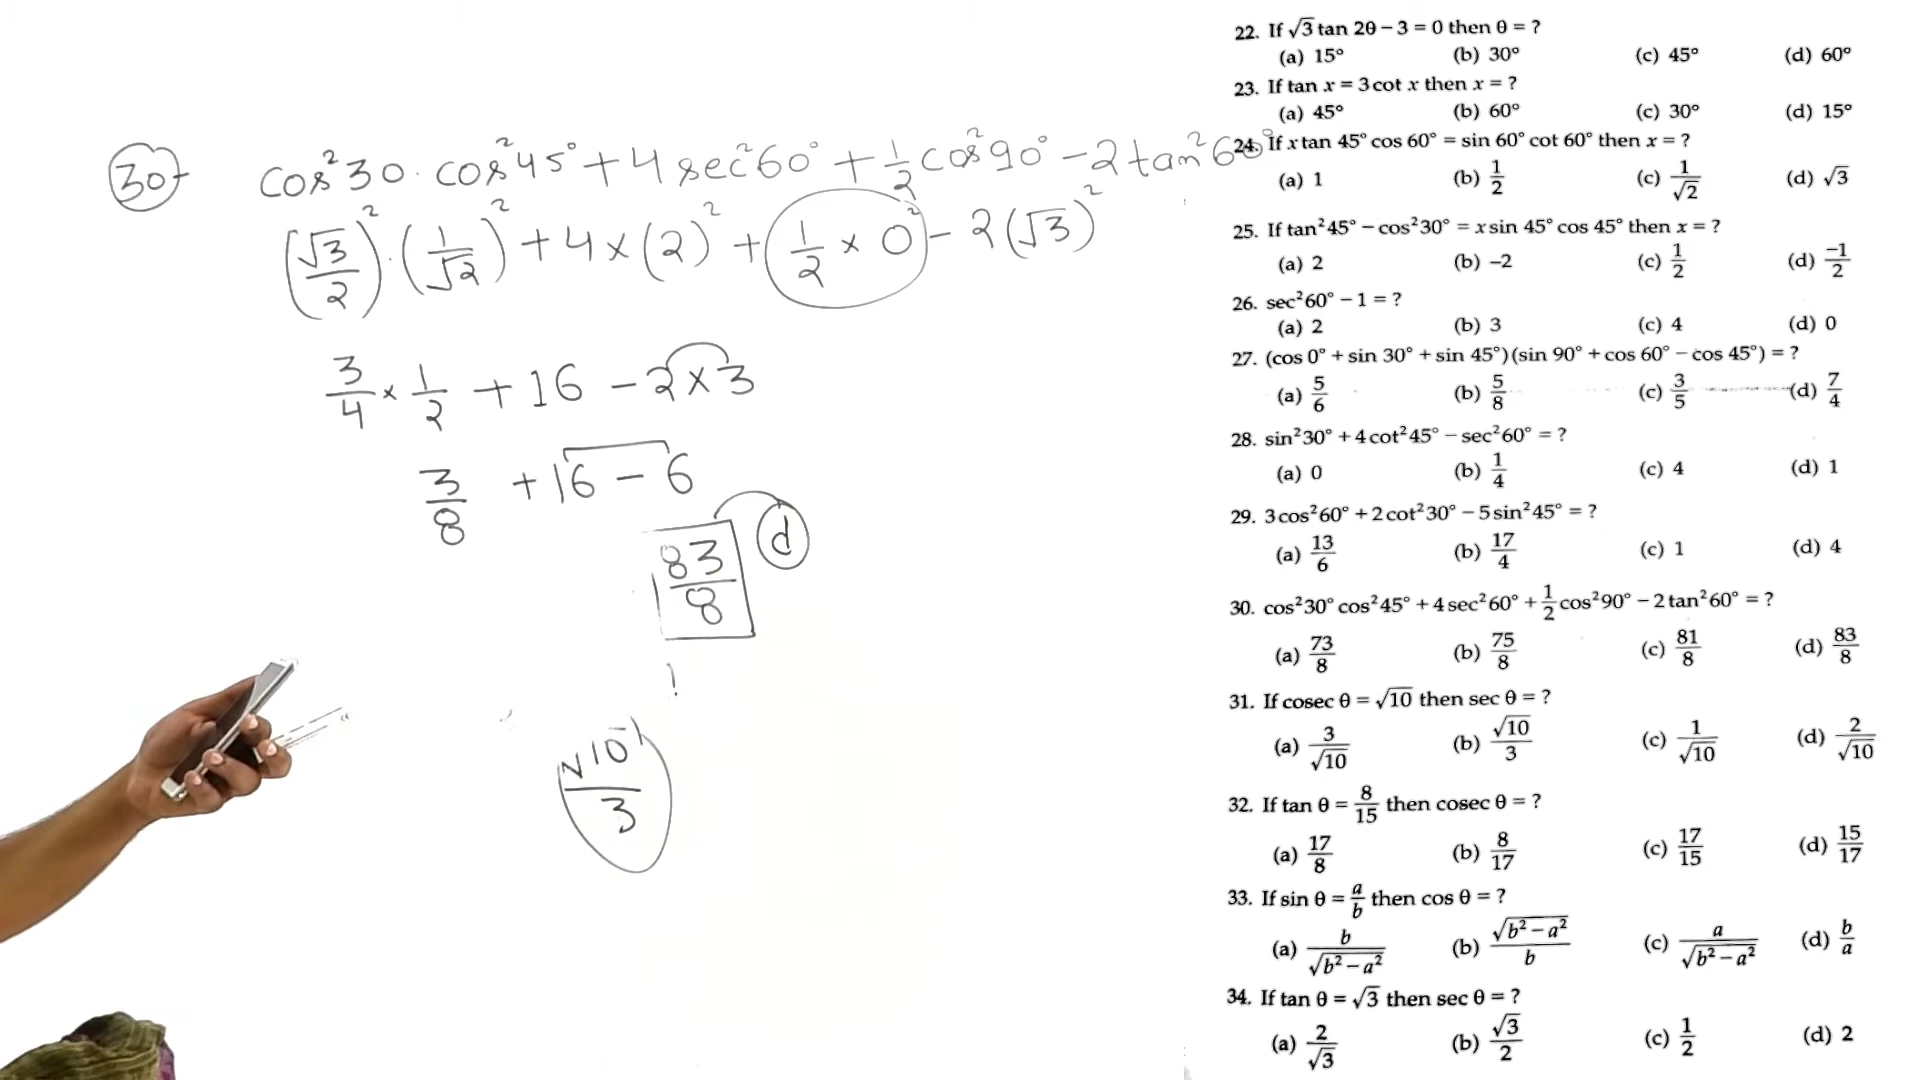 30- cos²30. cos²45° + 4 sec²60° + 1/2 cos²90° - 2 tan²60°
(√3/2)² . (1/√2)² + 4 × (2)² + 1/2 × 0² - 2(√3)²
3/4 × 1/2 + 16 - 2 × 3
3/8 + 16 - 6
83/8 d
√10/3
22. If √3 tan 2θ – 3 = 0 then θ = ?
(a) 15° (b) 30° (c) 45° (d) 60°
23. If tan x = 3 cot x then x = ?
(a) 45° (b) 60° (c) 30° (d) 15°
24. If x tan 45° cos 60° = sin 60° cot 60° then x = ?
(a) 1 (b) 1/2 (c) 1/√2 (d) √3
25. If tan²45° – cos²30° = x sin 45° cos 45° then x = ?
(a) 2 (b) –2 (c) 1/2 (d) –1/2
26. sec²60° – 1 = ?
(a) 2 (b) 3 (c) 4 (d) 0
27. (cos 0° + sin 30° + sin 45°)(sin 90° + cos 60° – cos 45°) = ?
(a) 5/6 (b) 5/8 (c) 3/5 (d) 7/4
28. sin²30° + 4 cot²45° – sec²60° = ?
(a) 0 (b) 1/4 (c) 4 (d) 1
29. 3 cos²60° + 2 cot²30° – 5 sin²45° = ?
(a) 13/6 (b) 17/4 (c) 1 (d) 4
30. cos²30° cos²45° + 4 sec²60° + 1/2 cos²90° – 2 tan²60° = ?
(a) 73/8 (b) 75/8 (c) 81/8 (d) 83/8
31. If cosec θ = √10 then sec θ = ?
(a) 3/√10 (b) √10/3 (c) 1/√10 (d) 2/√10
32. If tan θ = 8/15 then cosec θ = ?
(a) 17/8 (b) 8/17 (c) 17/15 (d) 15/17
33. If sin θ = a/b then cos θ = ?
(a) b/√(b² – a²) (b) √(b² – a²)/b (c) a/√(b² – a²) (d) b/a
34. If tan θ = √3 then sec θ = ?
(a) 2/√3 (b) √3/2 (c) 1/2 (d) 2